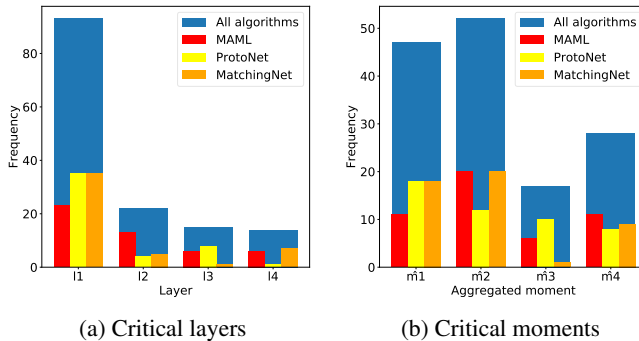 All algorithms
MAML
ProtoNet
MatchingNet
Frequency
80
60
40
20
0
l1 l2 l3 l4
Layer
(a) Critical layers
All algorithms
MAML
ProtoNet
MatchingNet
Frequency
50
40
30
20
10
0
m̂1 m̂2 m̂3 m̂4
Aggregated moment
(b) Critical moments